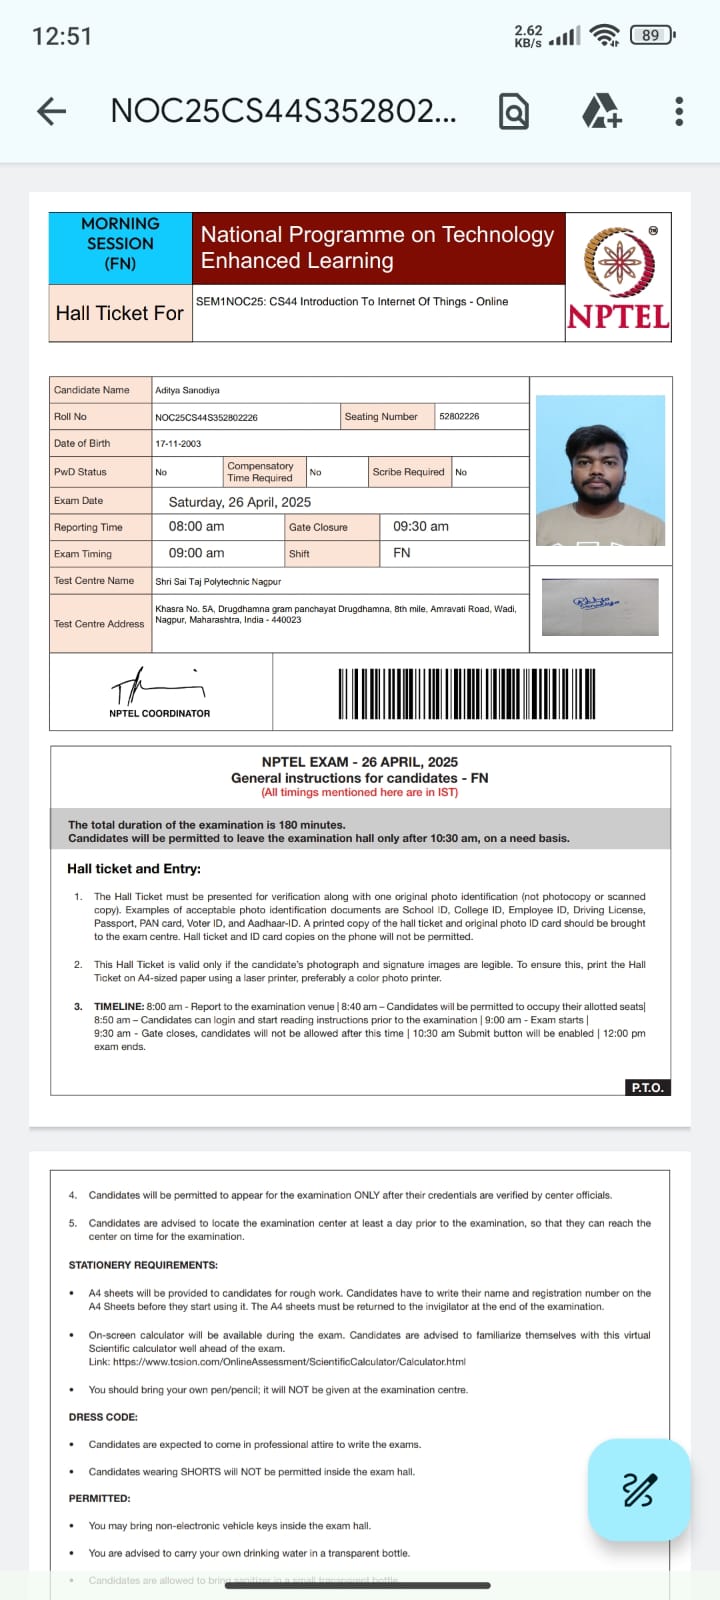 12:51
2.62
KB/s
89
NOC25CS44S352802...
MORNING
SESSION
(FN)
National Programme on Technology
Enhanced Learning
NPTEL
Hall Ticket For
SEM1NOC25: CS44 Introduction To Internet Of Things - Online
Candidate Name Aditya Sanodiya
Roll No NOC25CS44S352802226 Seating Number 52802226
Date of Birth 17-11-2003
PwD Status No Compensatory Time Required No Scribe Required No
Exam Date Saturday, 26 April, 2025
Reporting Time 08:00 am Gate Closure 09:30 am
Exam Timing 09:00 am Shift FN
Test Centre Name Shri Sai Taj Polytechnic Nagpur
Test Centre Address Khasra No. 5A, Drugdhamna gram panchayat Drugdhamna, 8th mile, Amravati Road, Wadi,
Nagpur, Maharashtra, India - 440023
NPTEL COORDINATOR
NPTEL EXAM - 26 APRIL, 2025
General instructions for candidates - FN
(All timings mentioned here are in IST)
The total duration of the examination is 180 minutes.
Candidates will be permitted to leave the examination hall only after 10:30 am, on a need basis.
Hall ticket and Entry:
1. The Hall Ticket must be presented for verification along with one original photo identification (not photocopy or scanned
copy). Examples of acceptable photo identification documents are School ID, College ID, Employee ID, Driving License,
Passport, PAN card, Voter ID, and Aadhaar-ID. A printed copy of the hall ticket and original photo ID card should be brought
to the exam centre. Hall ticket and ID card copies on the phone will not be permitted.
2. This Hall Ticket is valid only if the candidate's photograph and signature images are legible. To ensure this, print the Hall
Ticket on A4-sized paper using a laser printer, preferably a color photo printer.
3. TIMELINE: 8:00 am - Report to the examination venue | 8:40 am – Candidates will be permitted to occupy their allotted seats|
8:50 am – Candidates can login and start reading instructions prior to the examination | 9:00 am - Exam starts |
9:30 am - Gate closes, candidates will not be allowed after this time | 10:30 am Submit button will be enabled | 12:00 pm
exam ends.
P.T.O.
4. Candidates will be permitted to appear for the examination ONLY after their credentials are verified by center officials.
5. Candidates are advised to locate the examination center at least a day prior to the examination, so that they can reach the
center on time for the examination.
STATIONERY REQUIREMENTS:
• A4 sheets will be provided to candidates for rough work. Candidates have to write their name and registration number on the
A4 Sheets before they start using it. The A4 sheets must be returned to the invigilator at the end of the examination.
• On-screen calculator will be available during the exam. Candidates are advised to familiarize themselves with this virtual
Scientific calculator well ahead of the exam.
Link: https://www.tcsion.com/OnlineAssessment/ScientificCalculator/Calculator.html
• You should bring your own pen/pencil; it will NOT be given at the examination centre.
DRESS CODE:
• Candidates are expected to come in professional attire to write the exams.
• Candidates wearing SHORTS will NOT be permitted inside the exam hall.
PERMITTED:
• You may bring non-electronic vehicle keys inside the exam hall.
• You are advised to carry your own drinking water in a transparent bottle.
• Candidates are allowed to bring sanitizer in a small transparent bottle.